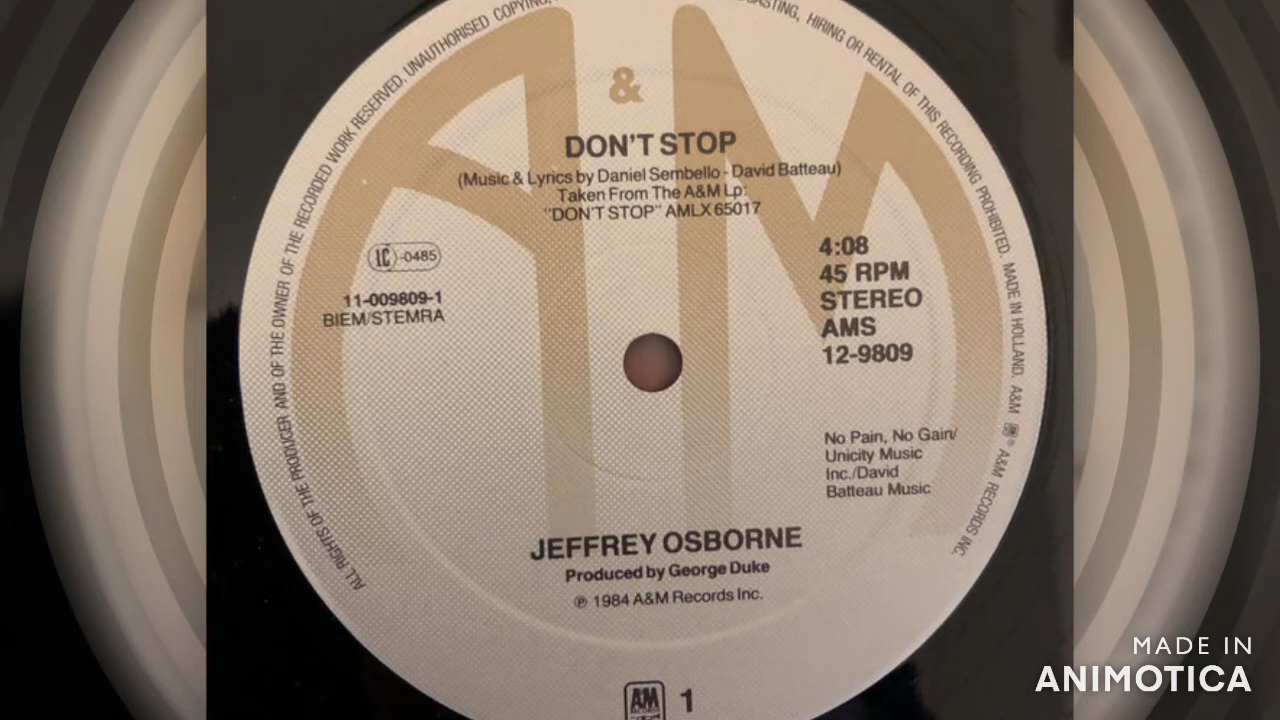 ALL RIGHTS OF THE PRODUCER AND OF THE OWNER OF THE RECORDED WORK RESERVED. UNAUTHORISED COPYING,
HIRING OR RENTAL OF THIS RECORDING PROHIBITED. MADE IN HOLLAND. A&M ® A&M RECORDS INC.
&
DON'T STOP
(Music & Lyrics by Daniel Sembello - David Batteau)
Taken From The A&M Lp:
"DON'T STOP" AMLX 65017
LC -0485
11-009809-1
BIEM/STEMRA
4:08
45 RPM
STEREO
AMS
12-9809
No Pain, No Gain/
Unicity Music
Inc./David
Batteau Music
JEFFREY OSBORNE
Produced by George Duke
℗ 1984 A&M Records Inc.
AM 1
RECORDS
MADE IN
ANIMOTICA